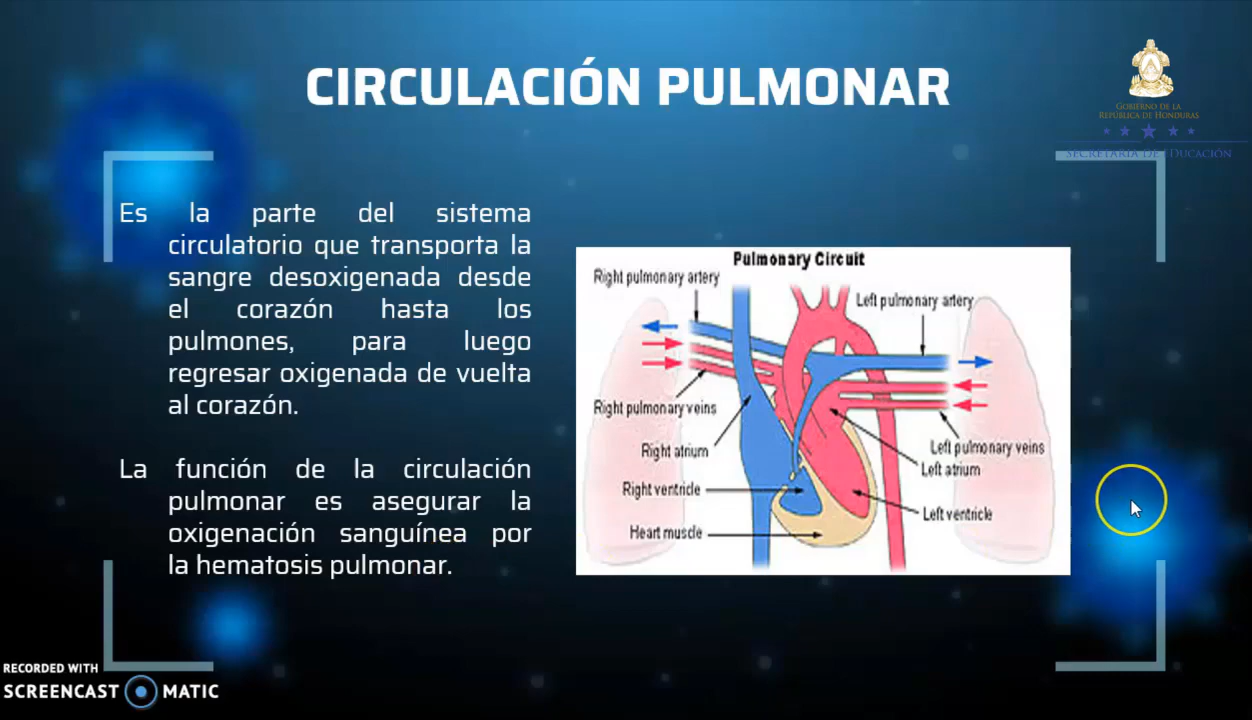 CIRCULACIÓN PULMONAR
GOBIERNO DE LA
REPÚBLICA DE HONDURAS
SECRETARÍA DE EDUCACIÓN
Es la parte del sistema
circulatorio que transporta la
sangre desoxigenada desde
el corazón hasta los
pulmones, para luego
regresar oxigenada de vuelta
al corazón.
La función de la circulación
pulmonar es asegurar la
oxigenación sanguínea por
la hematosis pulmonar.
Pulmonary Circuit
Right pulmonary artery
Left pulmonary artery
Right pulmonary veins
Left pulmonary veins
Right atrium
Left atrium
Right ventricle
Left ventricle
Heart muscle
RECORDED WITH
SCREENCAST MATIC